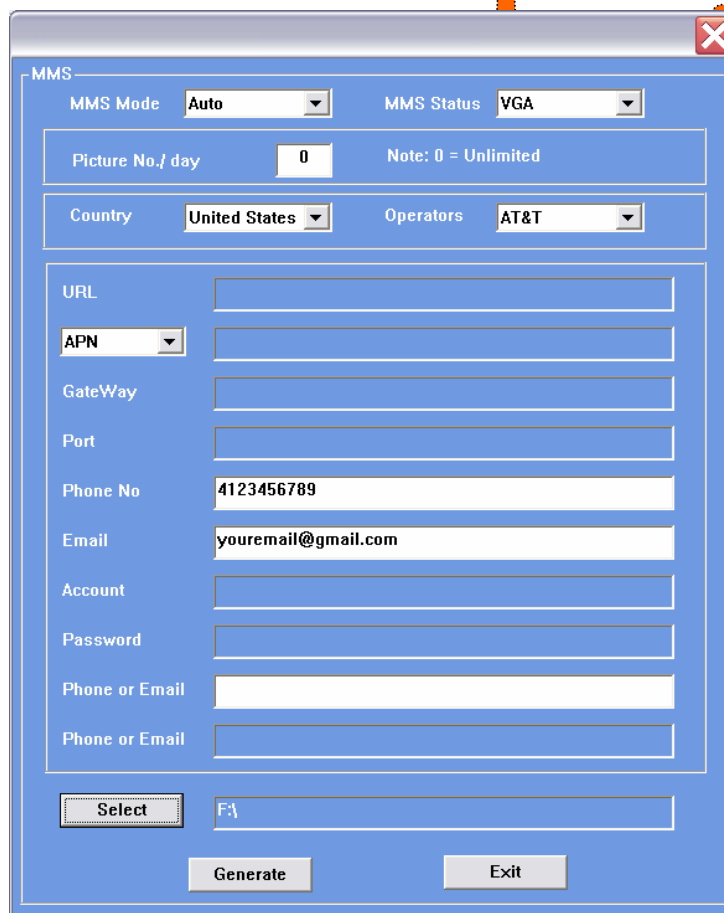 MMS
MMS Mode Auto MMS Status VGA
Picture No./ day 0 Note: 0 = Unlimited
Country United States Operators AT&T
URL
APN
GateWay
Port
Phone No 4123456789
Email youremail@gmail.com
Account
Password
Phone or Email
Phone or Email
Select F:\
Generate Exit